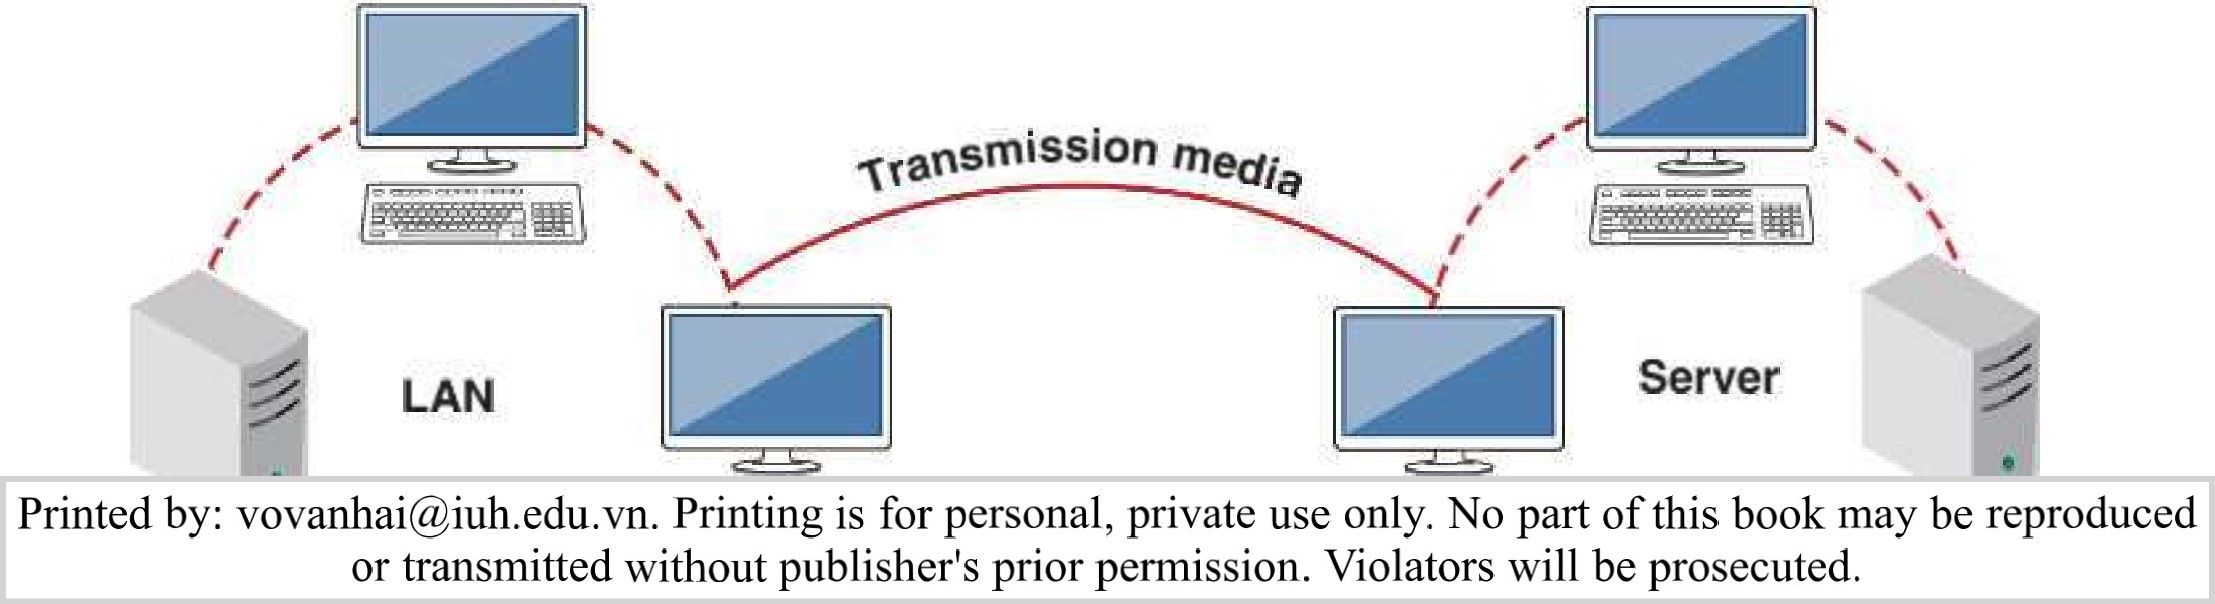 Transmission media
LAN
Server
Printed by: vovanhai@iuh.edu.vn. Printing is for personal, private use only. No part of this book may be reproduced
or transmitted without publisher's prior permission. Violators will be prosecuted.